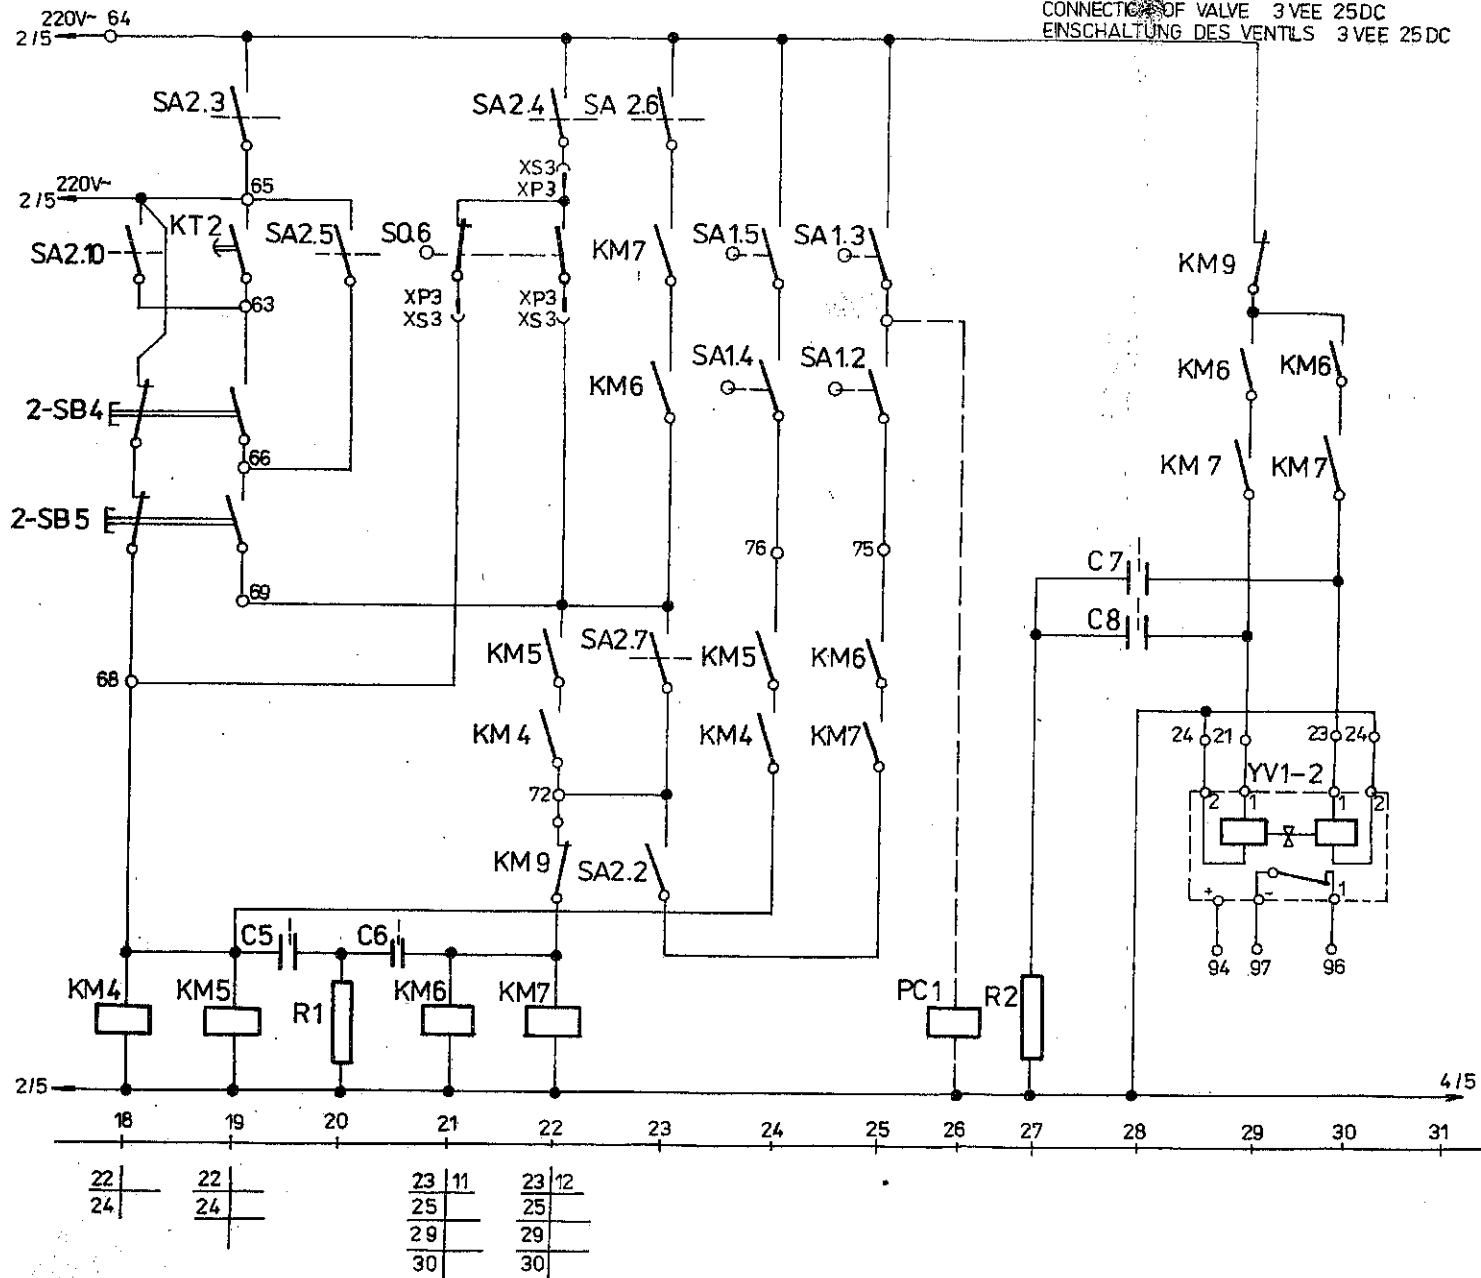 CONNECTION OF VALVE 3 VEE 25DC
EINSCHALTUNG DES VENTILS 3 VEE 25DC
220V~ 64
2/5
SA2.3
SA2.4
SA 2.6
XS3
XP3
220V~
2/5
65
SA2.10
KT2
SA2.5
SQ.6
KM7
SA1.5
SA1.3
KM9
63
XP3
XS3
XP3
XS3
KM6
SA1.4
SA1.2
KM6
KM6
2-SB4
66
KM7
KM7
2-SB5
76
75
C7
69
C8
KM5
SA2.7
KM5
KM6
68
KM4
KM4
KM7
24 21 23 24
72
YV1-2
2 1 1 2
KM9
SA2.2
+ - 1
C5
C6
94 97 96
KM4
KM5
R1
KM6
KM7
PC1
R2
2/5
4/5
18 19 20 21 22 23 24 25 26 27 28 29 30 31
22 22 23 11 23 12
24 24 25 25
29 29
30 30